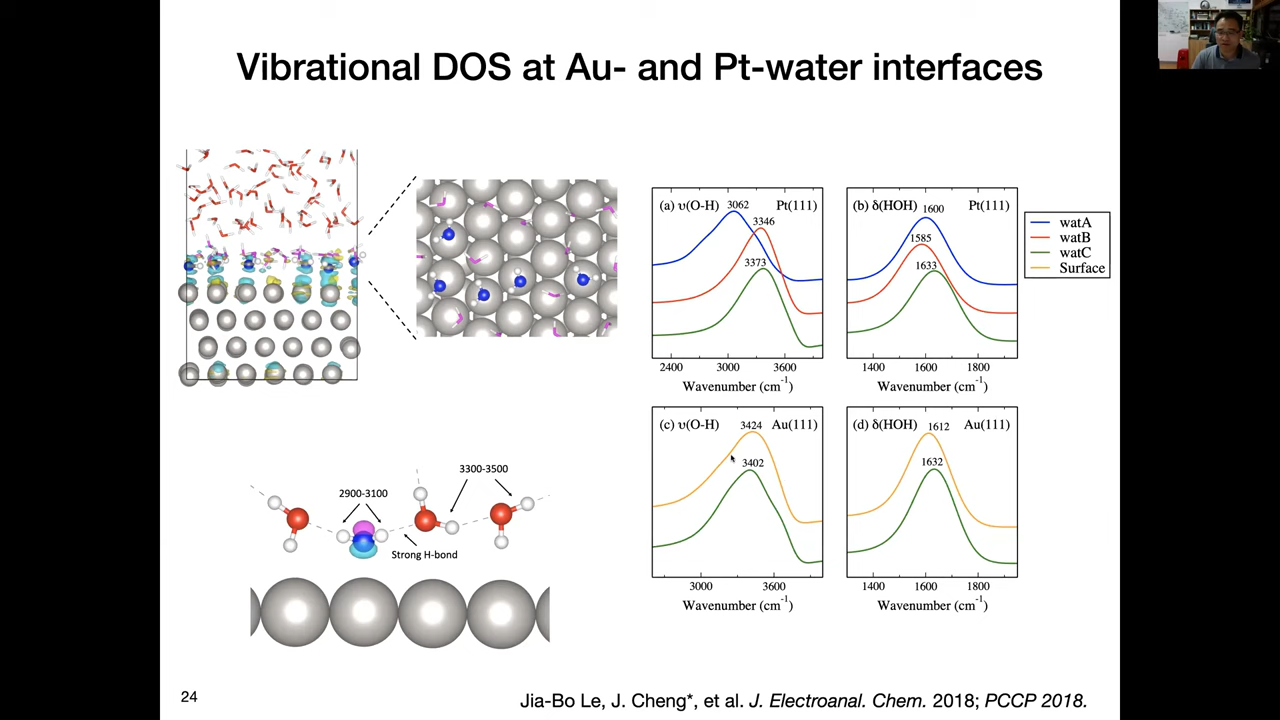 Vibrational DOS at Au- and Pt-water interfaces
(a) υ(O-H) 3062 Pt(111)
3346
3373
2400 3000 3600
Wavenumber (cm⁻¹)
(b) δ(HOH) 1600 Pt(111)
1585
1633
1400 1600 1800
Wavenumber (cm⁻¹)
watA
watB
watC
Surface
(c) υ(O-H) 3424 Au(111)
3402
3000 3600
Wavenumber (cm⁻¹)
(d) δ(HOH) 1612 Au(111)
1632
1400 1600 1800
Wavenumber (cm⁻¹)
3300-3500
2900-3100
Strong H-bond
24
Jia-Bo Le, J. Cheng*, et al. J. Electroanal. Chem. 2018; PCCP 2018.